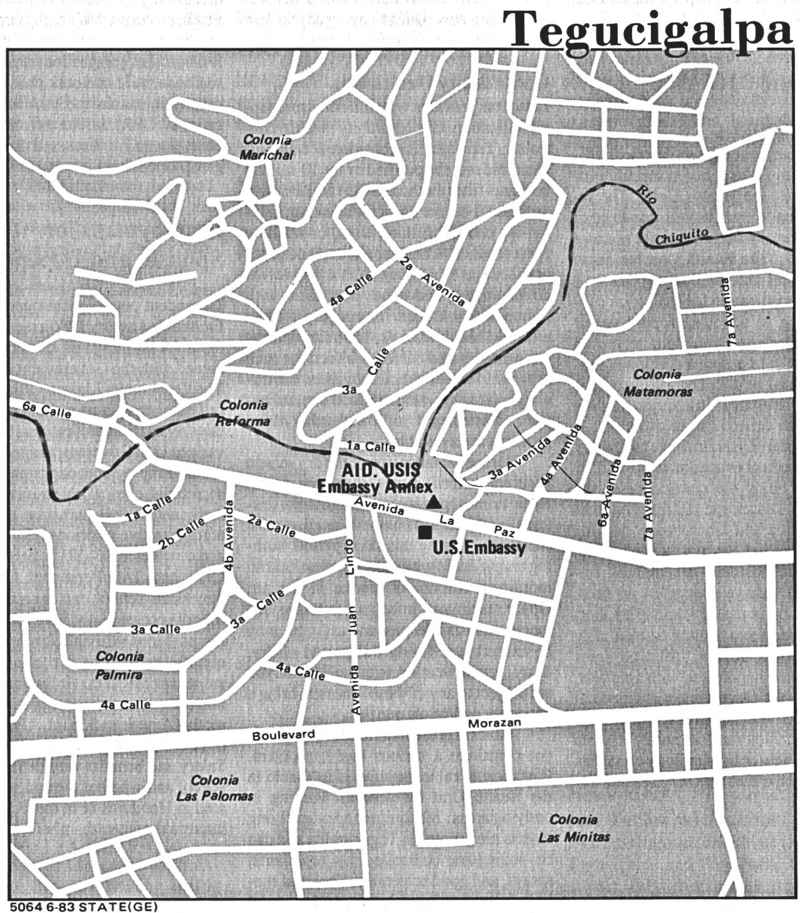 Tegucigalpa
Colonia
Marichal
Río
Chiquito
2a Avenida
4a Calle
7a Avenida
3a Calle
Colonia
Matamoras
6a Calle
Colonia
Reforma
1a Calle
AID, USIS
Embassy Annex
3a Avenida
4a Avenida
6a Avenida
7a Avenida
Avenida La Paz
U.S. Embassy
1a Calle
2b Calle
4b Avenida
2a Calle
Avenida Juan Lindo
3a Calle
3a Calle
Colonia
Palmira
4a Calle
4a Calle
Boulevard Morazan
Colonia
Las Palomas
Colonia
Las Minitas
5064 6-83 STATE(GE)